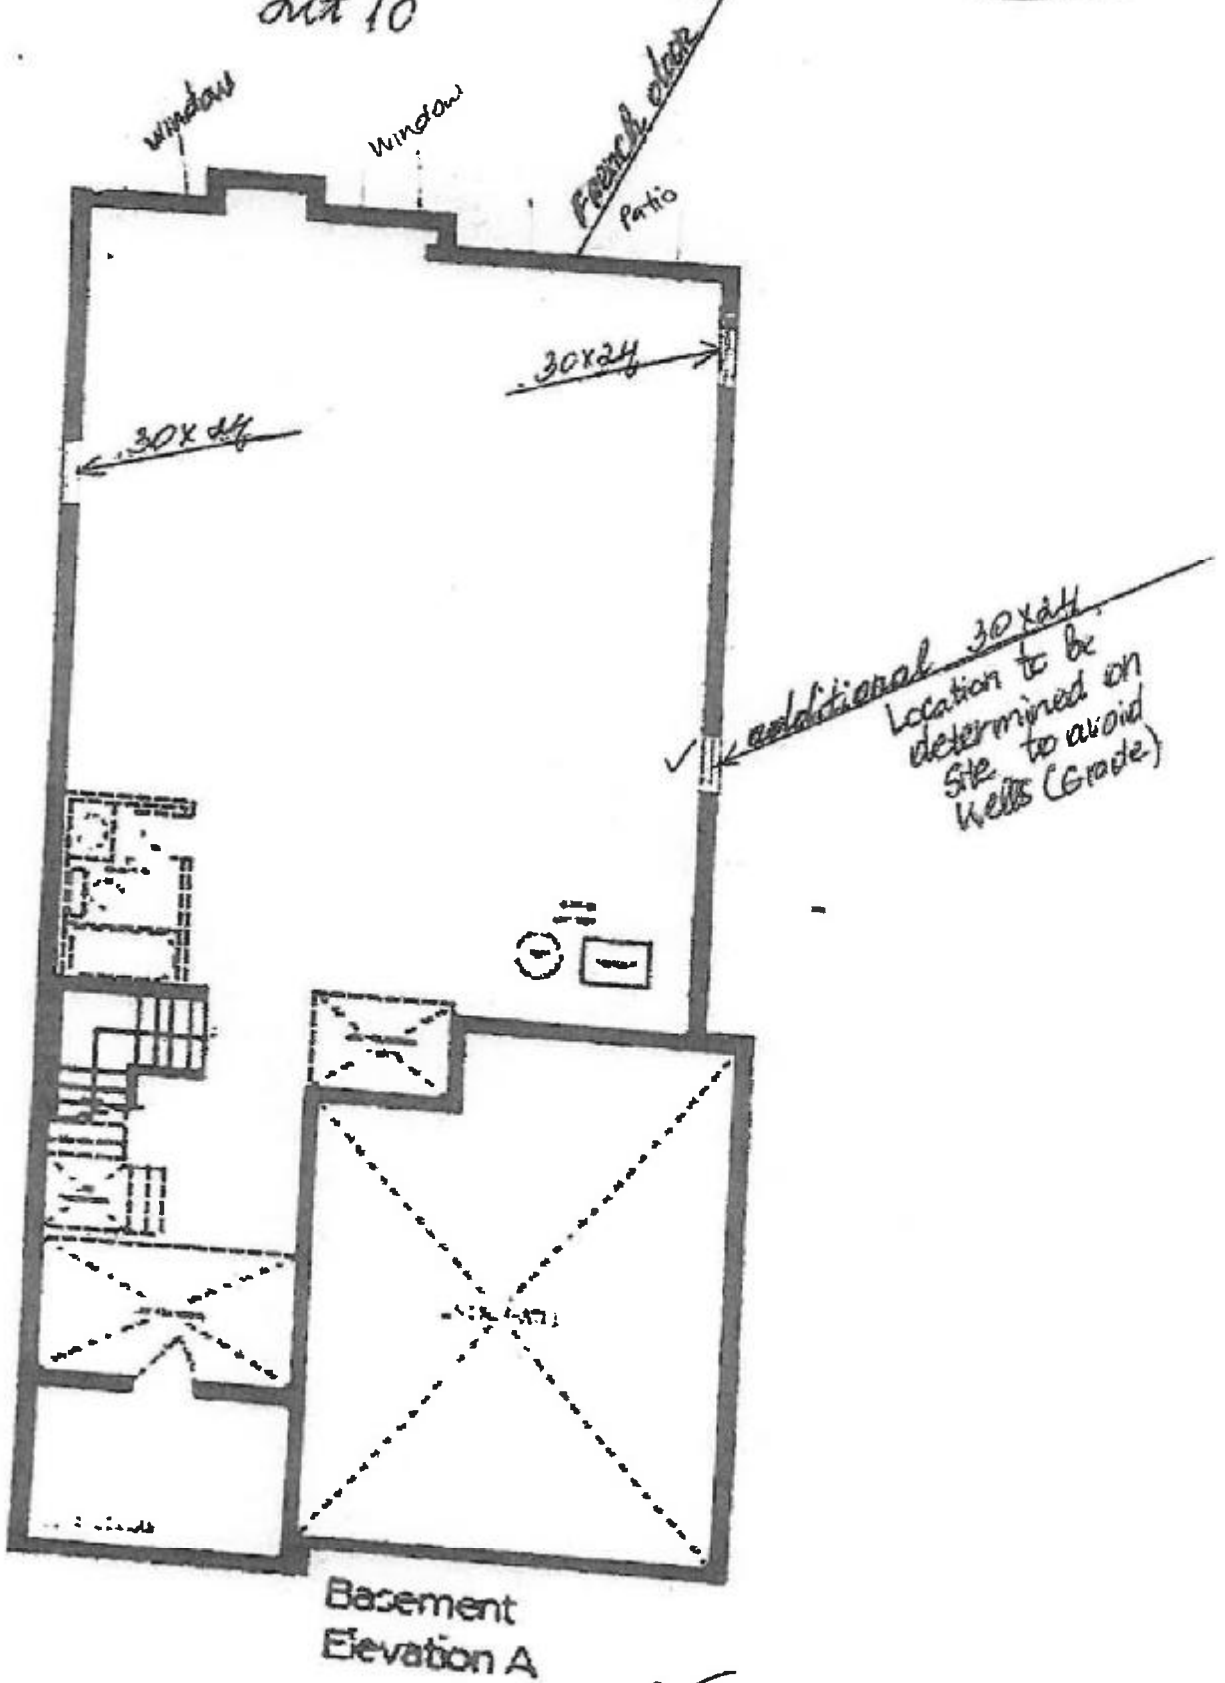 Lot 10
window
Window
French door
Patio
30x24
30x24
additional 30x24.
Location to be
determined on
Site to avoid
Wells (Grade)
Basement
Elevation A